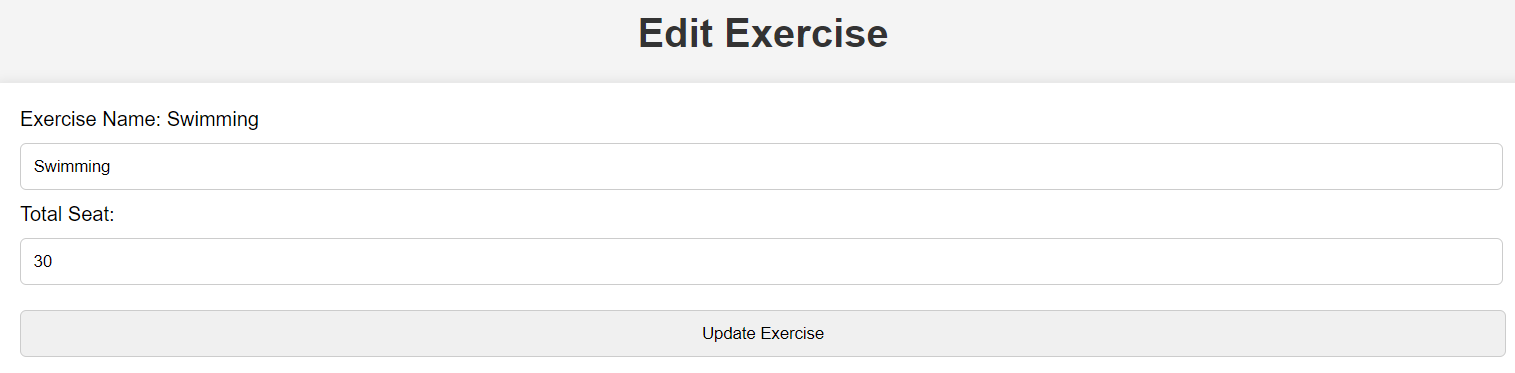 Edit Exercise
Exercise Name: Swimming
Swimming
Total Seat:
30
Update Exercise